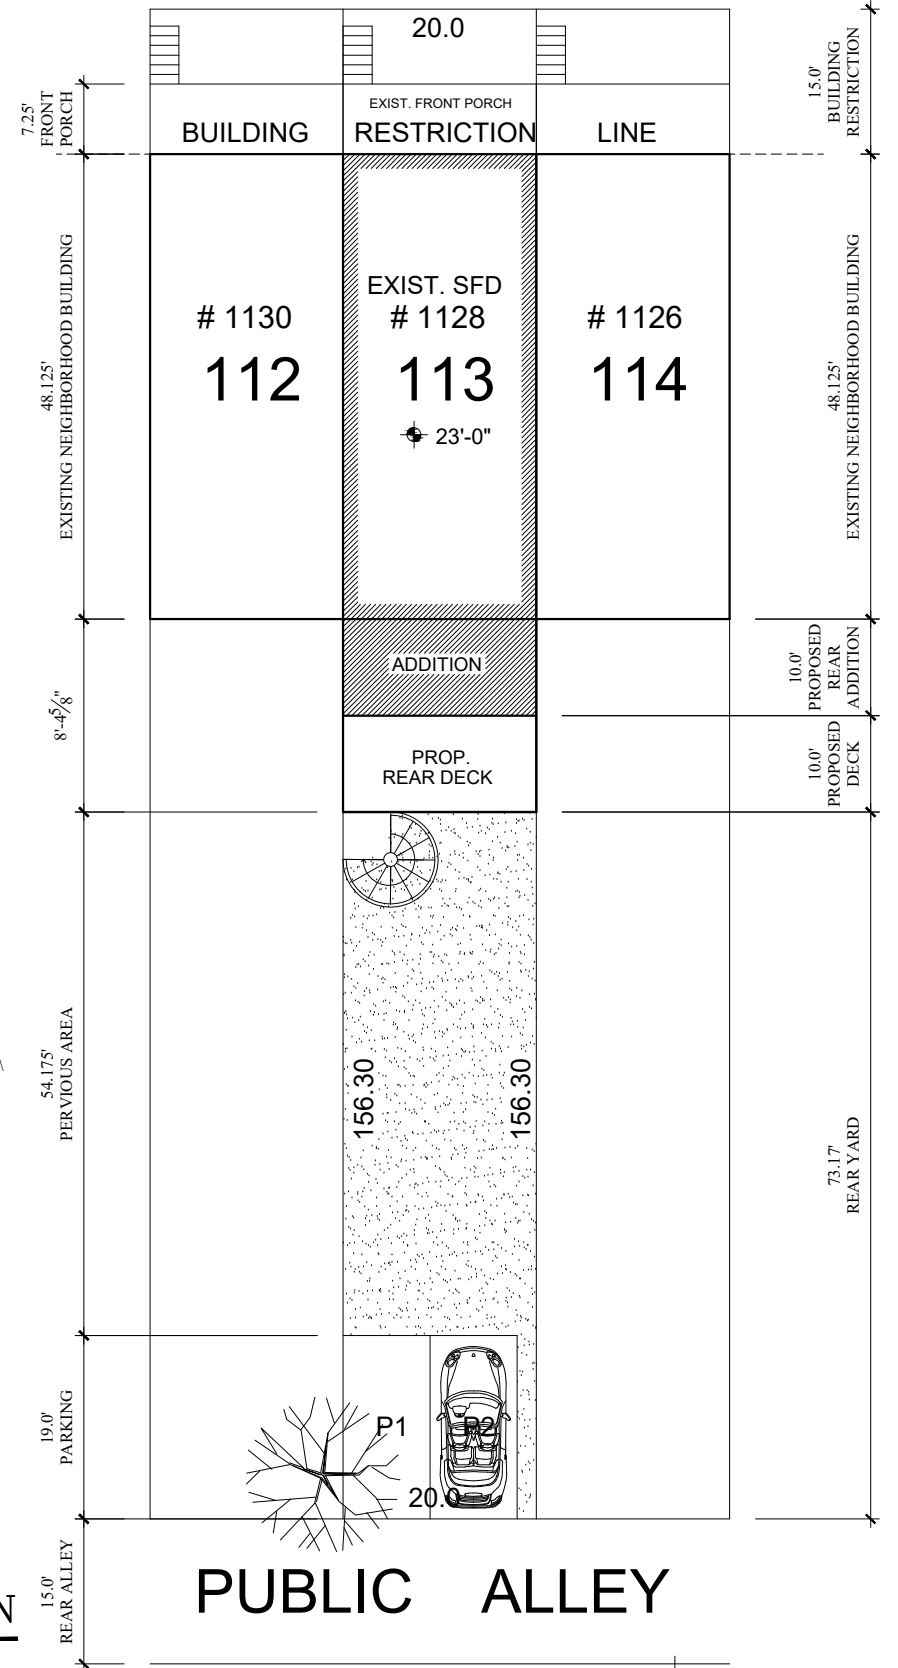 20.0
15.0'
BUILDING
RESTRICTION
7.25'
FRONT
PORCH
EXIST. FRONT PORCH
BUILDING RESTRICTION LINE
48.125'
EXISTING NEIGHBORHOOD BUILDING
# 1130
112
EXIST. SFD
# 1128
113
23'-0"
# 1126
114
48.125'
EXISTING NEIGHBORHOOD BUILDING
8'-4⅝"
ADDITION
10.0'
PROPOSED
REAR
ADDITION
PROP.
REAR DECK
10.0'
PROPOSED
DECK
54.175'
PERVIOUS AREA
156.30
156.30
73.17'
REAR YARD
19.0'
PARKING
P1
P2
20.0
15.0'
REAR ALLEY
PUBLIC ALLEY